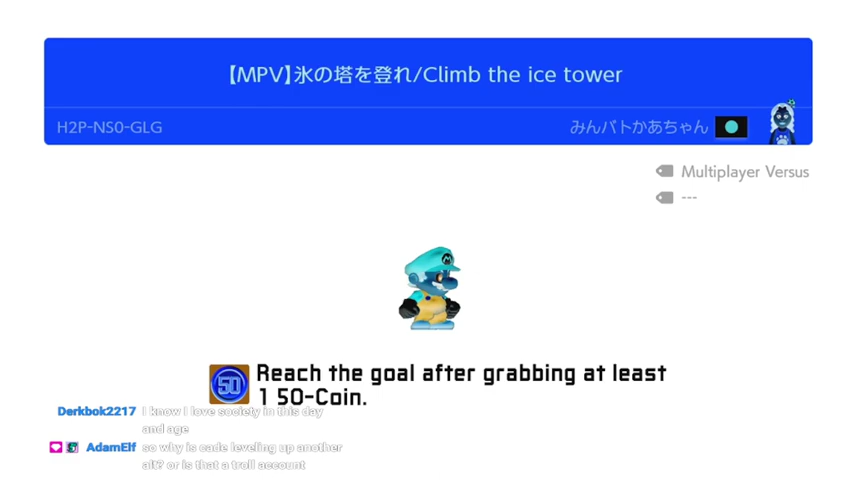 【MPV】氷の塔を登れ/Climb the ice tower
H2P-NS0-GLG
みんバトかあちゃん
Multiplayer Versus
---
M
50 Reach the goal after grabbing at least
1 50-Coin.
Derkbok2217 I know I love society in this day
and age
AdamElf so why is cade leveling up another
alt? or is that a troll account